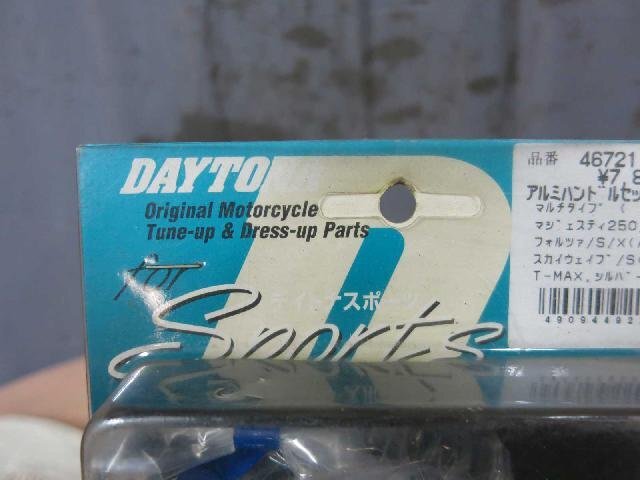 DAYTO
Original Motorcycle
Tune-up & Dress-up Parts
for
デイトナスポーツ
Sports
品番 46721
¥7,8
アルミハンドルセッ
マルチタイプ (
マジェスティ250
フォルツァ/S/X(
スカイウェイブ/S(
T-MAX,シルバ
49094492